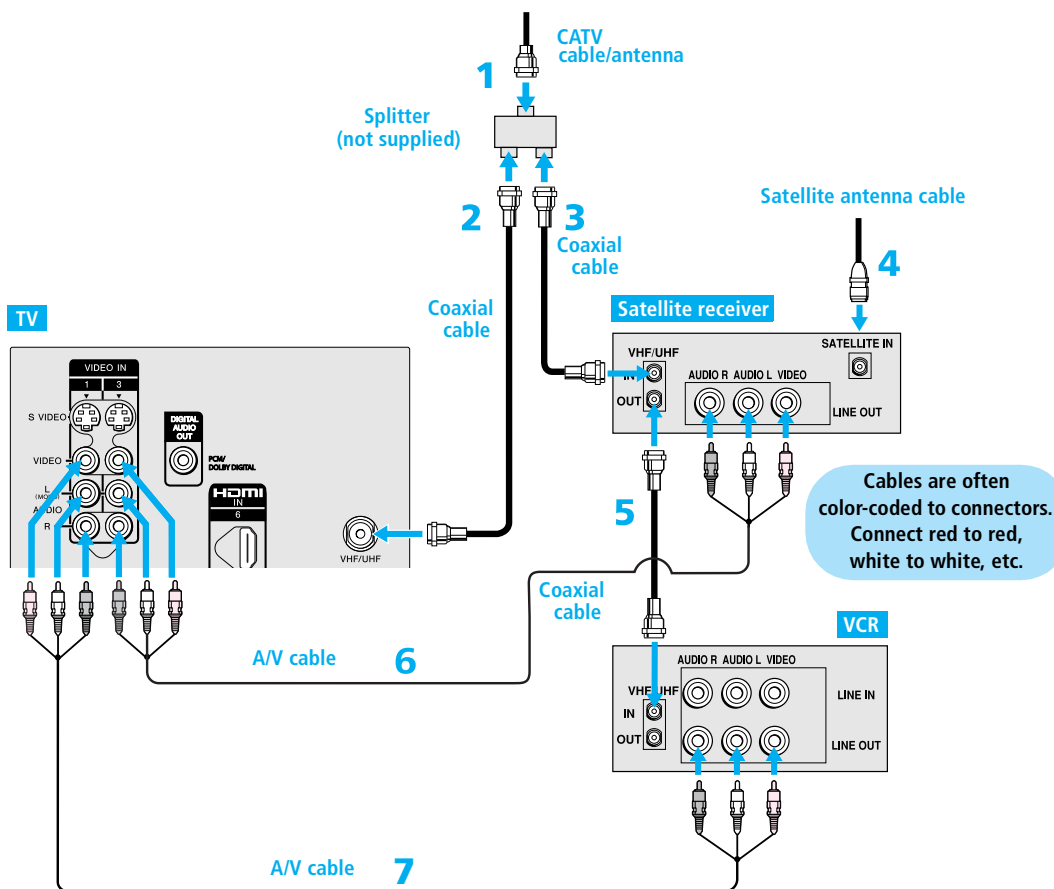 CATV
cable/antenna
1
Splitter
(not supplied)
2
3
Satellite antenna cable
Coaxial
cable
4
Coaxial
cable
TV
Satellite receiver
VIDEO IN
1 3
S VIDEO
VIDEO
L
(MONO)
AUDIO
R
DIGITAL
AUDIO
OUT
PCM/
DOLBY DIGITAL
HDMI
IN
6
VHF/UHF
SATELLITE IN
VHF/UHF
IN
OUT
AUDIO R AUDIO L VIDEO
LINE OUT
Cables are often
color-coded to connectors.
Connect red to red,
white to white, etc.
5
Coaxial
cable
VCR
A/V cable
6
AUDIO R AUDIO L VIDEO
VHF/UHF
IN
OUT
LINE IN
LINE OUT
A/V cable
7